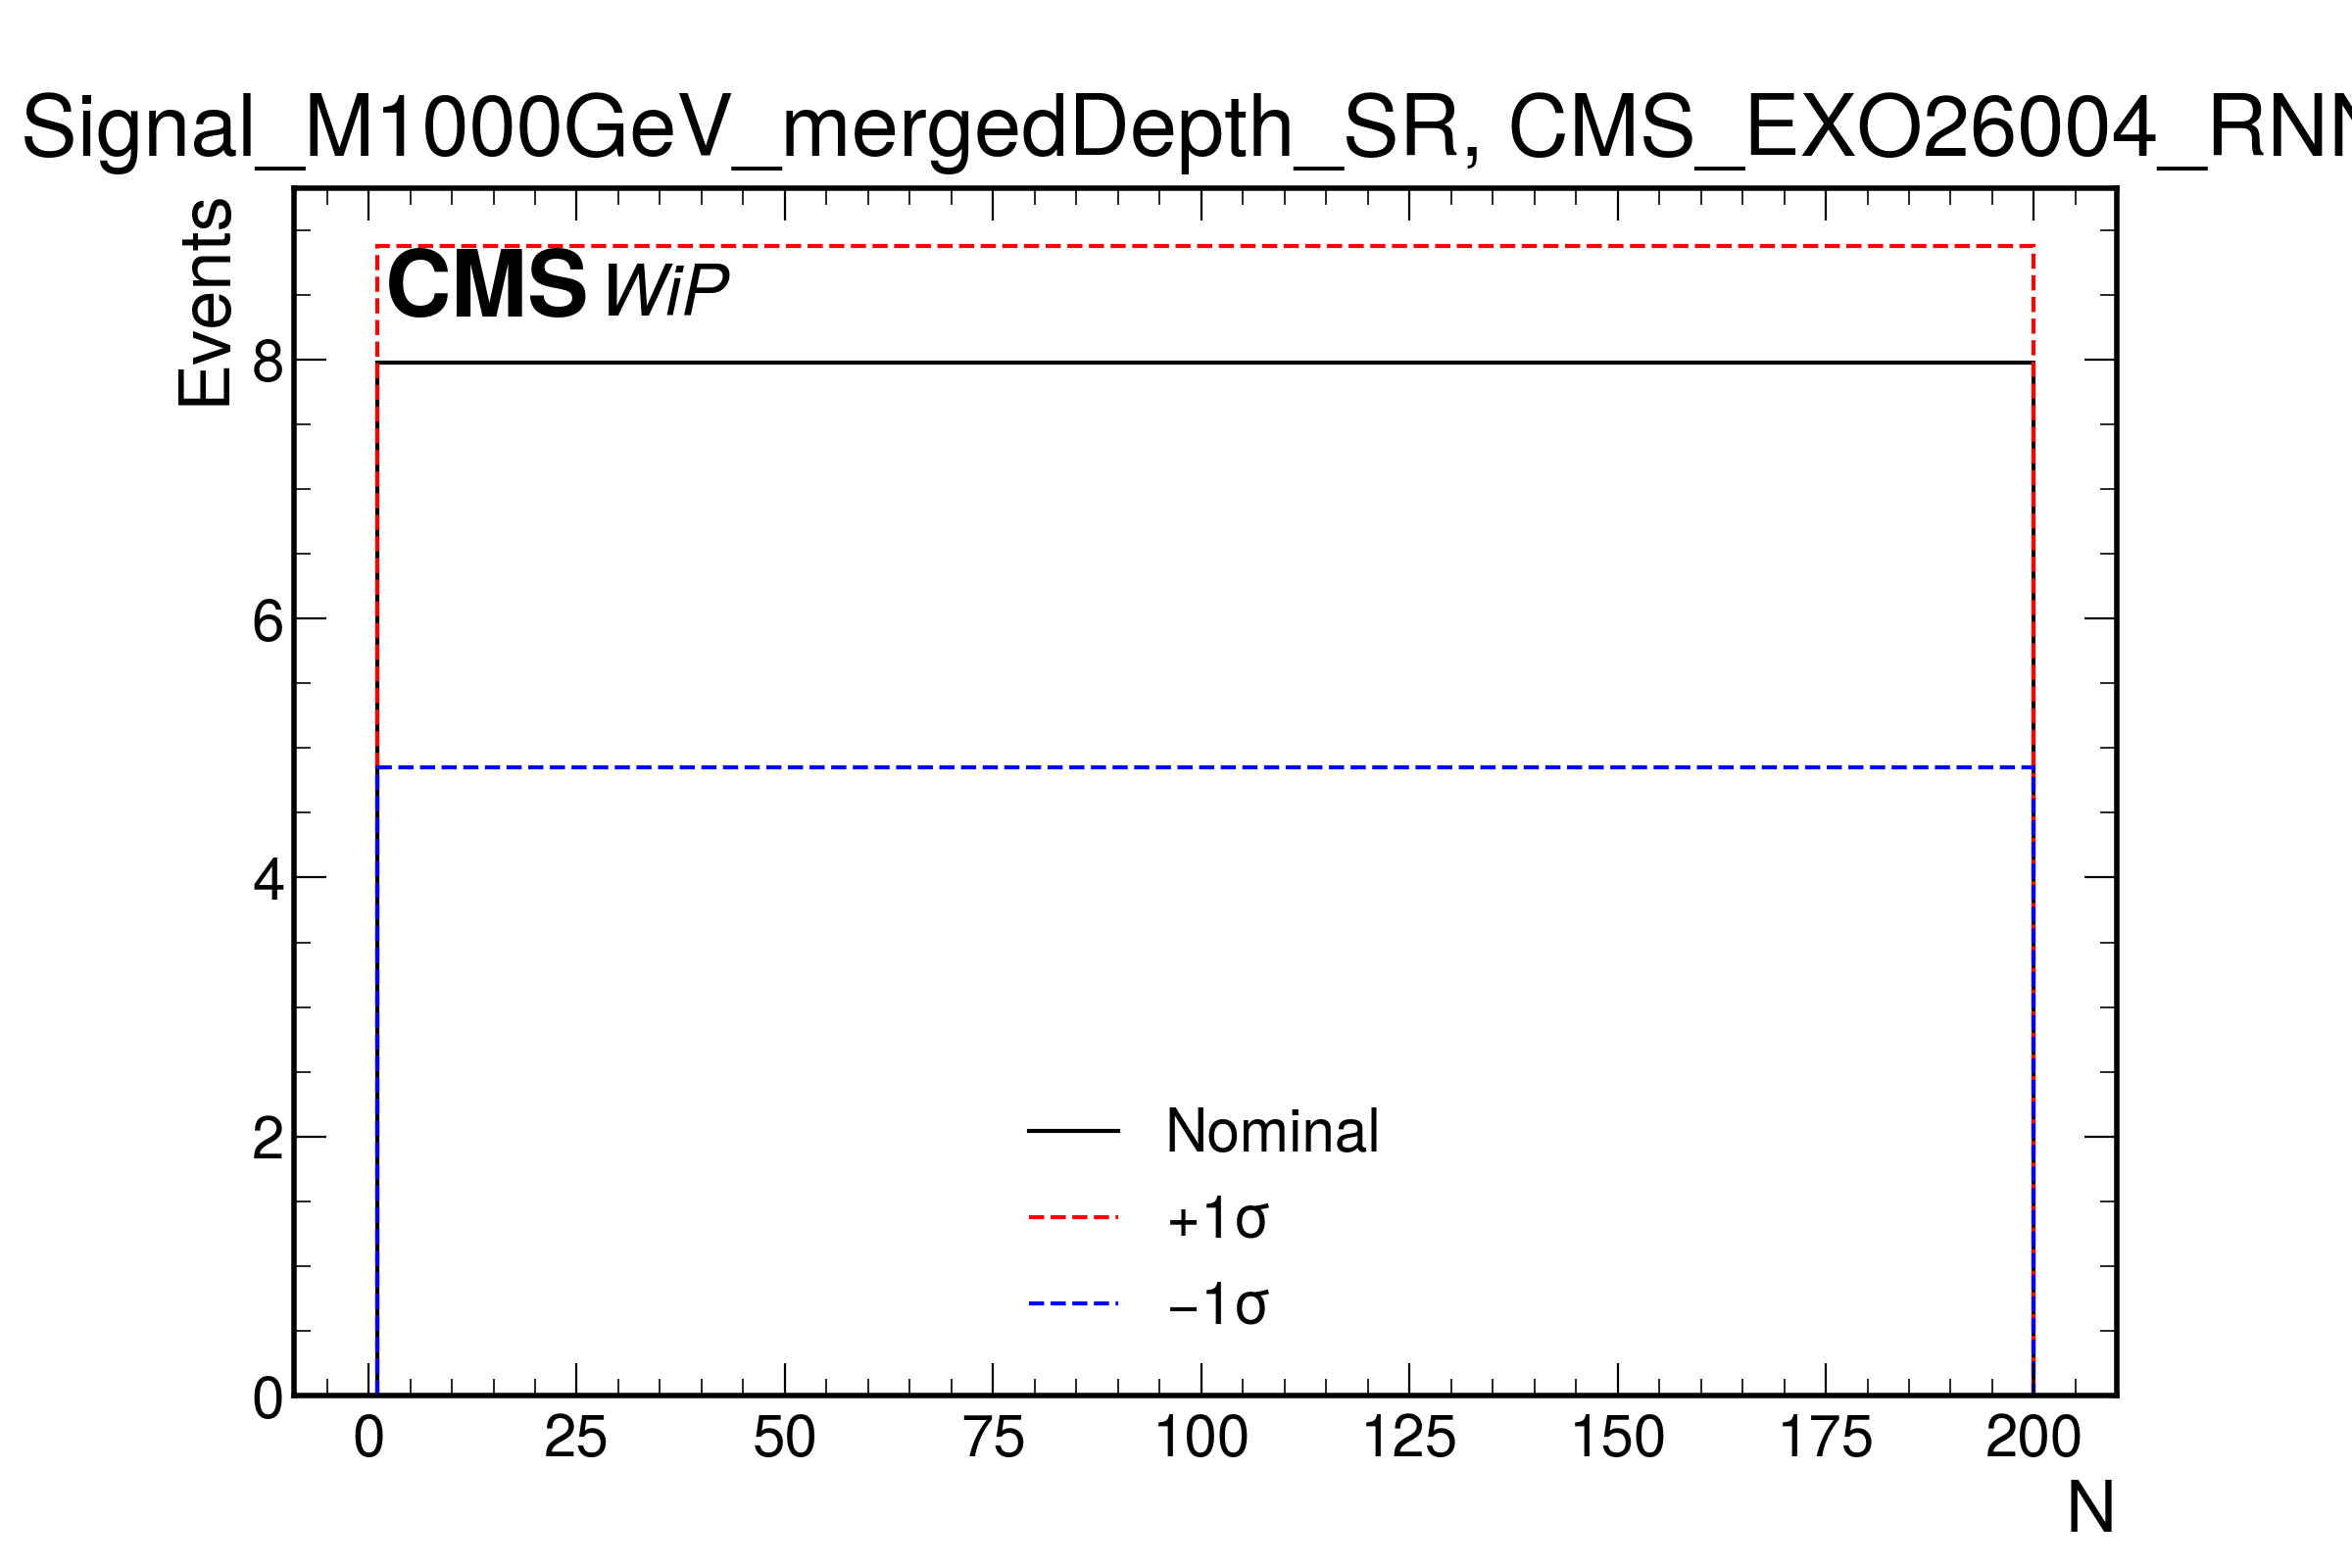 Signal_M1000GeV_mergedDepth_SR, CMS_EXO26004_RNN
Events
CMS WiP
8
6
4
2
0
Nominal
+1σ
−1σ
0 25 50 75 100 125 150 175 200
N